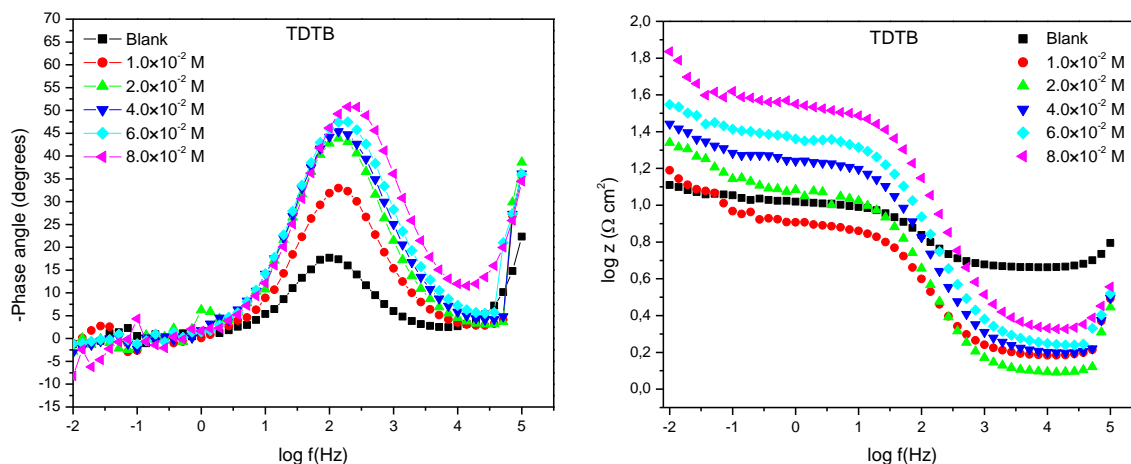 TDTB
Blank
1.0×10⁻² M
2.0×10⁻² M
4.0×10⁻² M
6.0×10⁻² M
8.0×10⁻² M
-Phase angle (degrees)
70
65
60
55
50
45
40
35
30
25
20
15
10
5
0
-5
-10
-15
-2 -1 0 1 2 3 4 5
log f(Hz)
TDTB
Blank
1.0×10⁻² M
2.0×10⁻² M
4.0×10⁻² M
6.0×10⁻² M
8.0×10⁻² M
log z (Ω cm²)
2,0
1,8
1,6
1,4
1,2
1,0
0,8
0,6
0,4
0,2
0,0
-2 -1 0 1 2 3 4 5
log f(Hz)